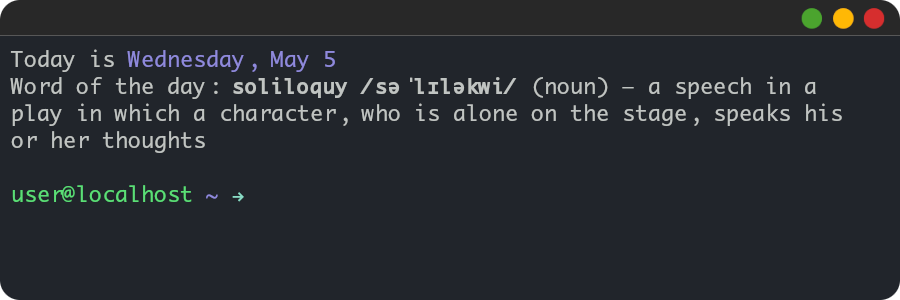 Today is Wednesday, May 5
Word of the day: soliloquy /səˈlɪləkwi/ (noun) – a speech in a
play in which a character, who is alone on the stage, speaks his
or her thoughts
user@localhost ~ →